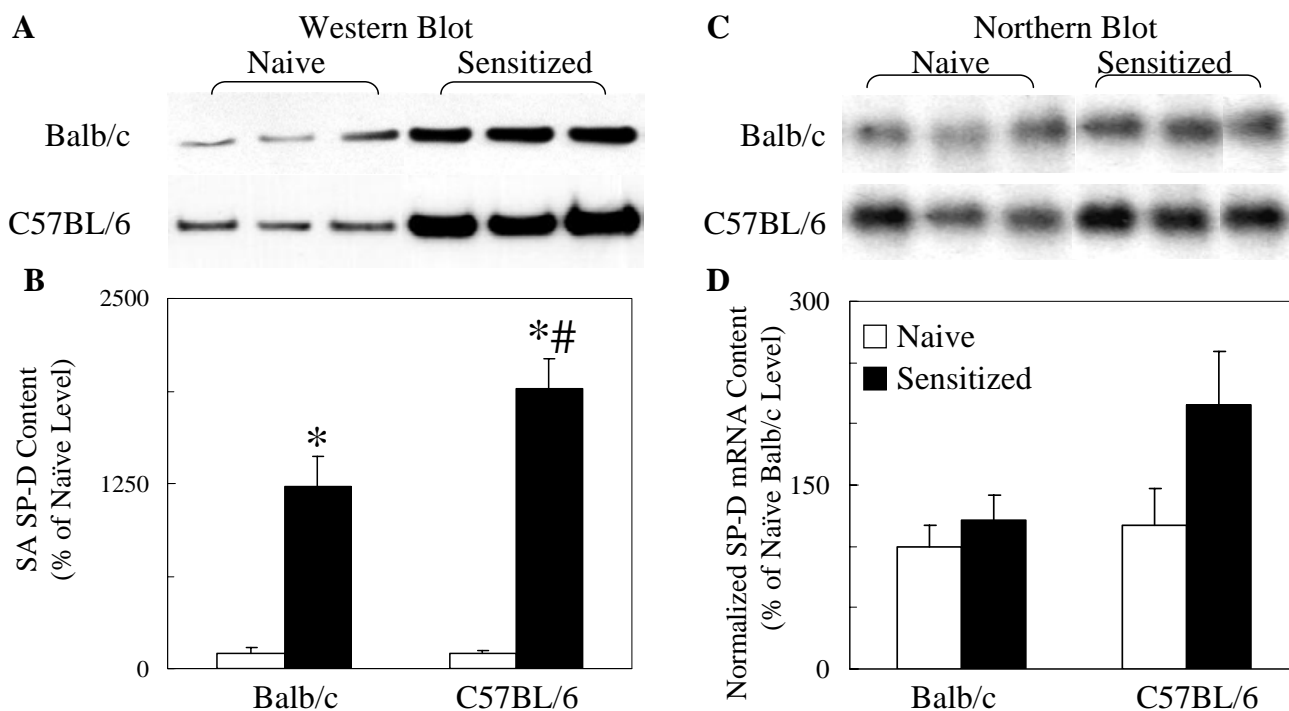 A
Western Blot
Naive
Sensitized
Balb/c
C57BL/6
B
2500
1250
0
SA SP-D Content
(% of Naïve Level)
*
*#
Balb/c
C57BL/6
C
Northern Blot
Naive
Sensitized
Balb/c
C57BL/6
D
300
150
0
Normalized SP-D mRNA Content
(% of Naïve Balb/c Level)
Naive
Sensitized
Balb/c
C57BL/6